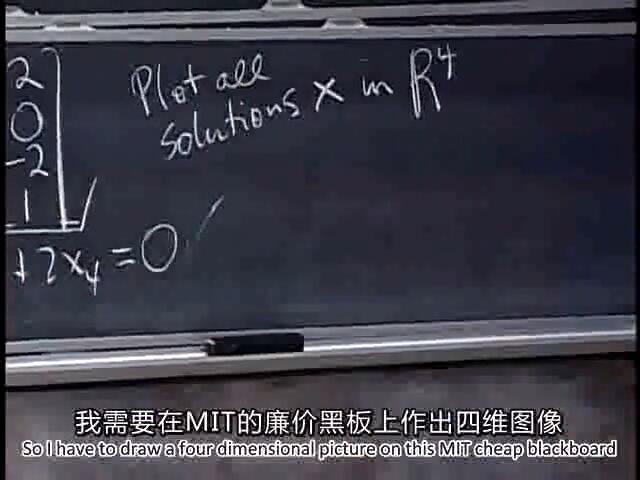 2
0
-2
1
Plot all
solutions x in R⁴
+2x₄=0
我需要在MIT的廉价黑板上作出四维图像
So I have to draw a four dimensional picture on this MIT cheap blackboard